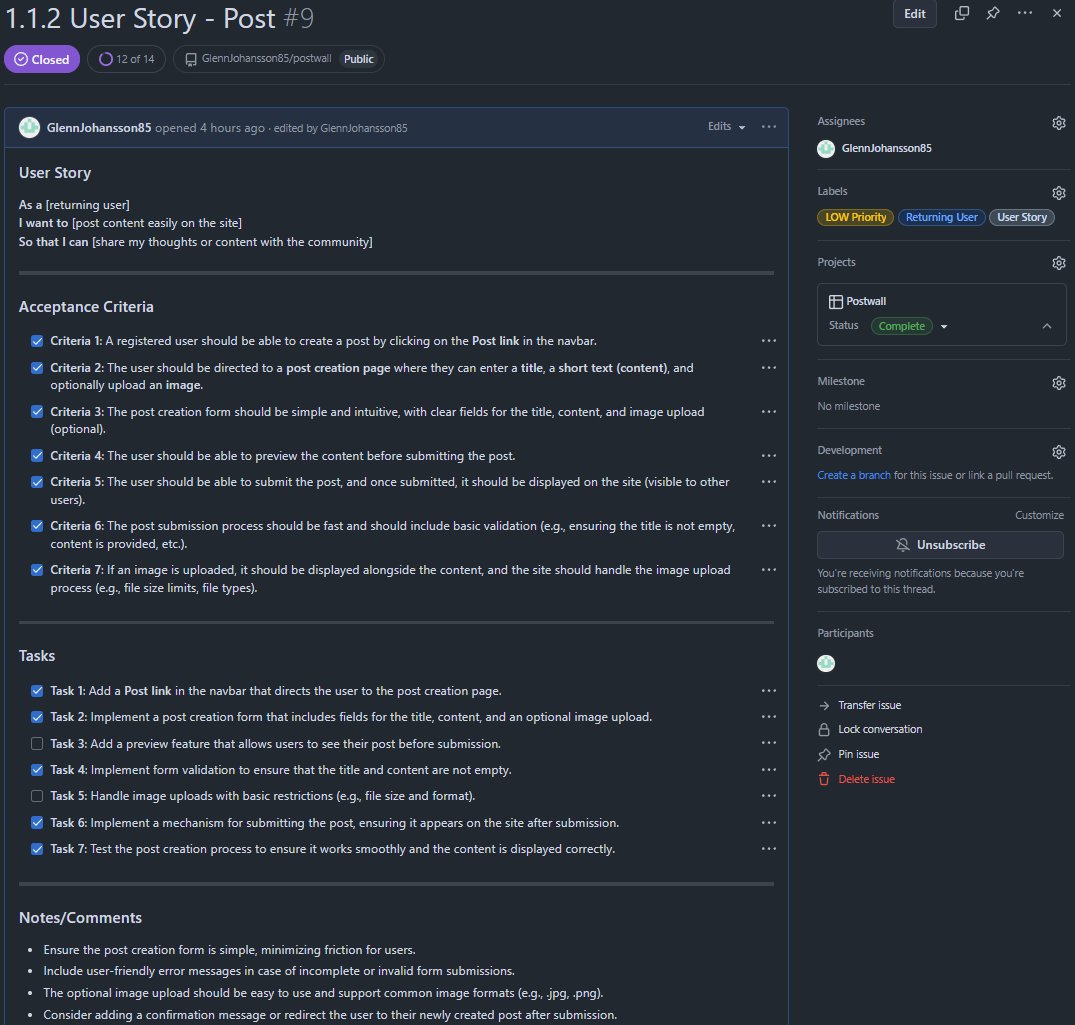 1.1.2 User Story - Post #9
Edit
Closed
12 of 14
GlennJohansson85/postwall Public
GlennJohansson85 opened 4 hours ago · edited by GlennJohansson85
Edits
User Story
As a [returning user]
I want to [post content easily on the site]
So that I can [share my thoughts or content with the community]
Acceptance Criteria
Criteria 1: A registered user should be able to create a post by clicking on the Post link in the navbar.
Criteria 2: The user should be directed to a post creation page where they can enter a title, a short text (content), and
optionally upload an image.
Criteria 3: The post creation form should be simple and intuitive, with clear fields for the title, content, and image upload
(optional).
Criteria 4: The user should be able to preview the content before submitting the post.
Criteria 5: The user should be able to submit the post, and once submitted, it should be displayed on the site (visible to other
users).
Criteria 6: The post submission process should be fast and should include basic validation (e.g., ensuring the title is not empty,
content is provided, etc.).
Criteria 7: If an image is uploaded, it should be displayed alongside the content, and the site should handle the image upload
process (e.g., file size limits, file types).
Tasks
Task 1: Add a Post link in the navbar that directs the user to the post creation page.
Task 2: Implement a post creation form that includes fields for the title, content, and an optional image upload.
Task 3: Add a preview feature that allows users to see their post before submission.
Task 4: Implement form validation to ensure that the title and content are not empty.
Task 5: Handle image uploads with basic restrictions (e.g., file size and format).
Task 6: Implement a mechanism for submitting the post, ensuring it appears on the site after submission.
Task 7: Test the post creation process to ensure it works smoothly and the content is displayed correctly.
Notes/Comments
• Ensure the post creation form is simple, minimizing friction for users.
• Include user-friendly error messages in case of incomplete or invalid form submissions.
• The optional image upload should be easy to use and support common image formats (e.g., .jpg, .png).
• Consider adding a confirmation message or redirect the user to their newly created post after submission.
Assignees
GlennJohansson85
Labels
LOW Priority
Returning User
User Story
Projects
Postwall
Status
Complete
Milestone
No milestone
Development
Create a branch for this issue or link a pull request.
Notifications
Customize
Unsubscribe
You're receiving notifications because you're
subscribed to this thread.
Participants
Transfer issue
Lock conversation
Pin issue
Delete issue